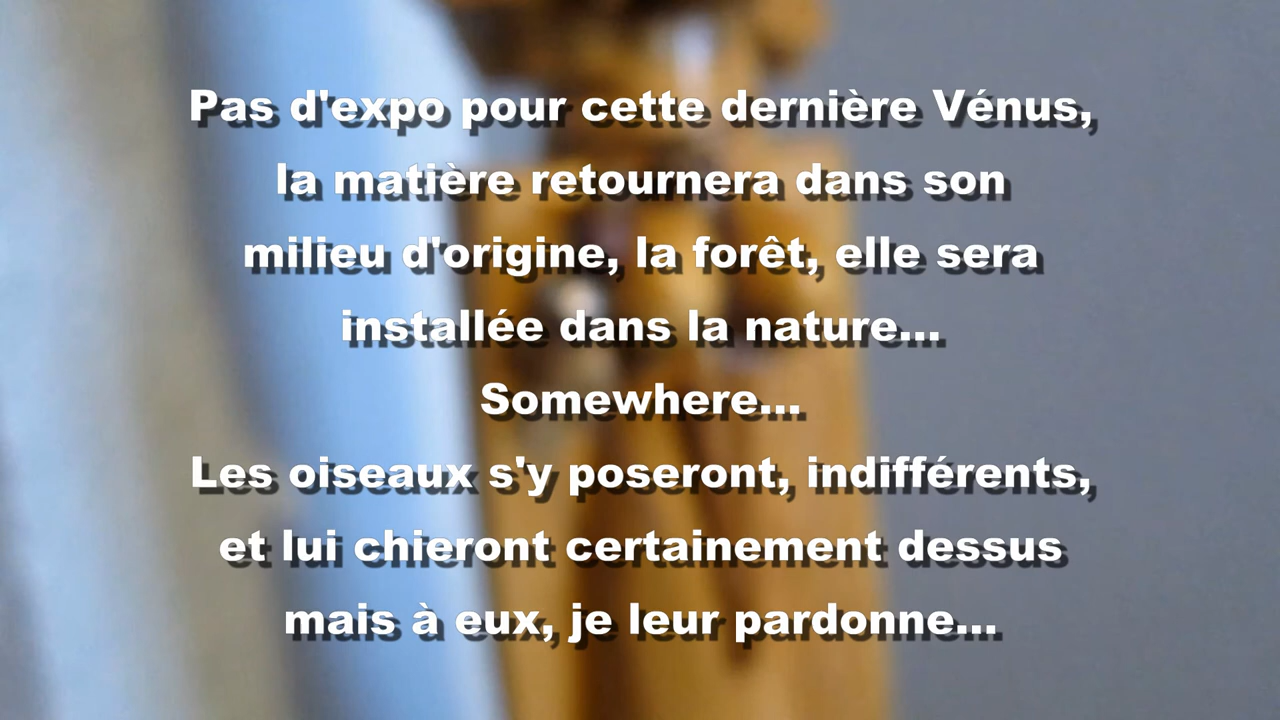 Pas d'expo pour cette dernière Vénus,
la matière retournera dans son
milieu d'origine, la forêt, elle sera
installée dans la nature...
Somewhere...
Les oiseaux s'y poseront, indifférents,
et lui chieront certainement dessus
mais à eux, je leur pardonne...